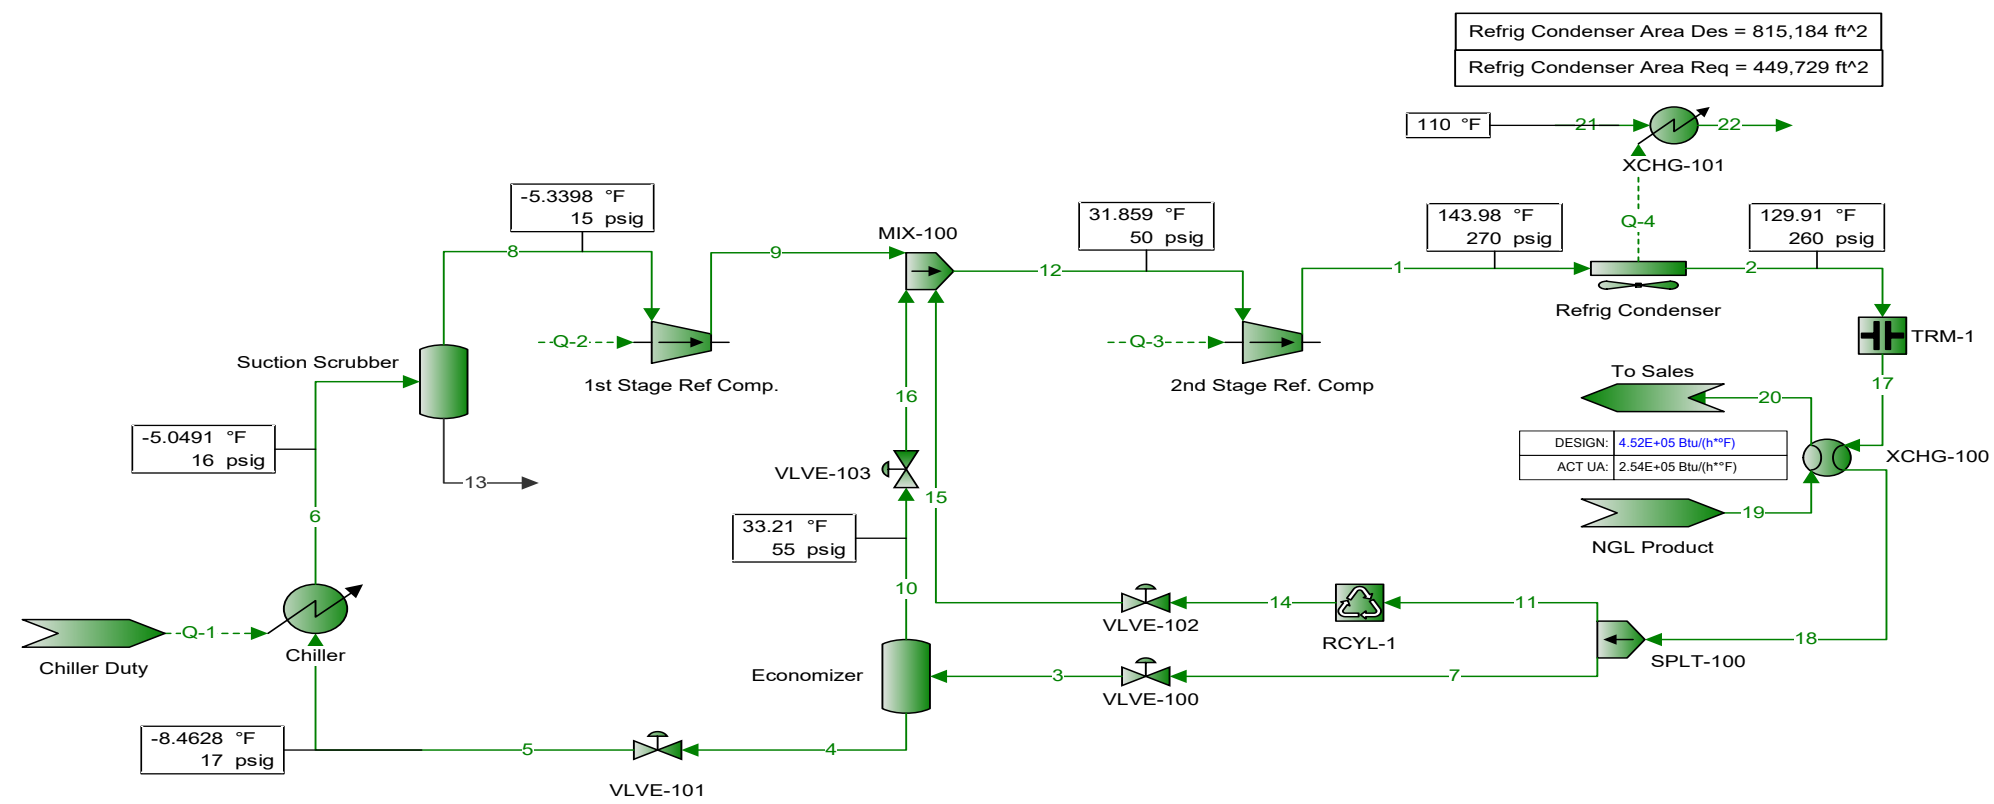 Refrig Condenser Area Des = 815,184 ft^2
Refrig Condenser Area Req = 449,729 ft^2
110 °F
21
22
XCHG-101
-5.3398 °F
15 psig
31.859 °F
50 psig
143.98 °F
270 psig
Q-4
129.91 °F
260 psig
MIX-100
8
9
12
1
2
Refrig Condenser
Q-2
Q-3
TRM-1
Suction Scrubber
1st Stage Ref Comp.
2nd Stage Ref. Comp
To Sales
17
16
20
-5.0491 °F
16 psig
DESIGN: 4.52E+05 Btu/(h*°F)
ACT UA: 2.54E+05 Btu/(h*°F)
XCHG-100
VLVE-103
13
15
19
6
33.21 °F
55 psig
NGL Product
10
14
11
Q-1
VLVE-102
RCYL-1
18
Chiller
SPLT-100
Chiller Duty
Economizer
3
7
VLVE-100
-8.4628 °F
17 psig
5
4
VLVE-101